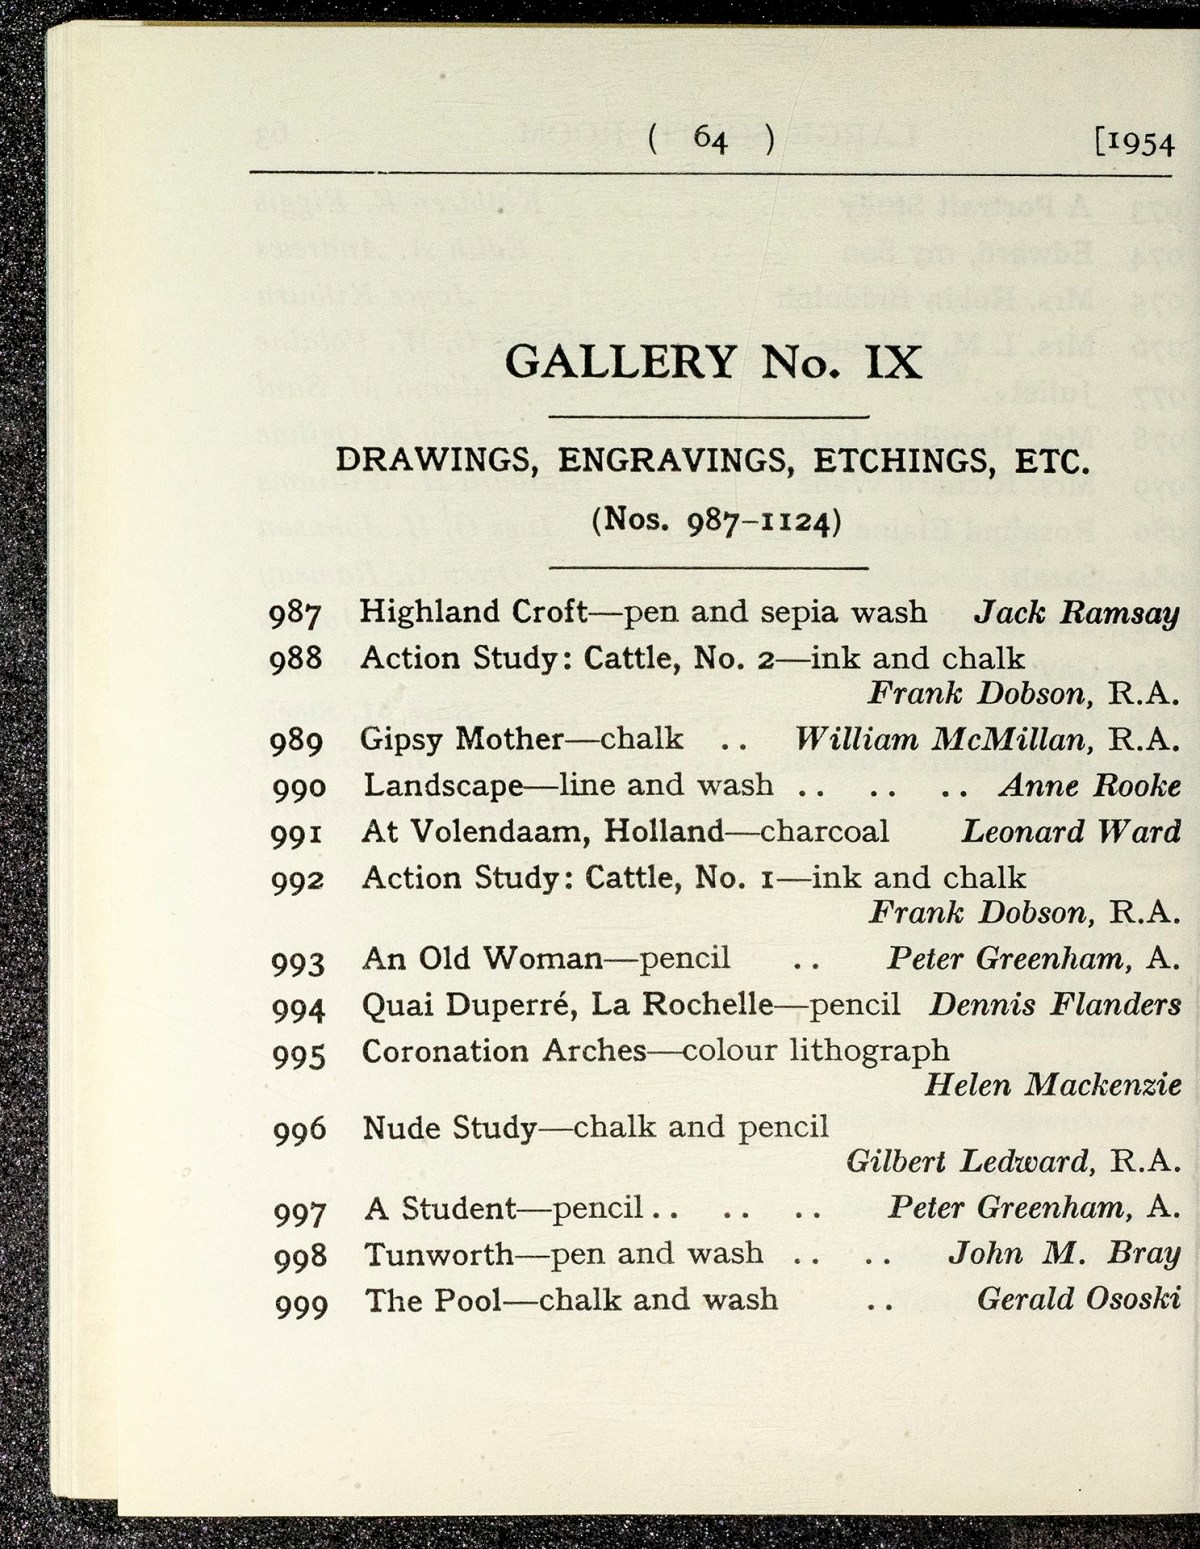 ( 64 ) [1954
GALLERY No. IX
DRAWINGS, ENGRAVINGS, ETCHINGS, ETC.
(Nos. 987–1124)
987 Highland Croft—pen and sepia wash Jack Ramsay
988 Action Study: Cattle, No. 2—ink and chalk
Frank Dobson, R.A.
989 Gipsy Mother—chalk .. William McMillan, R.A.
990 Landscape—line and wash .. .. .. Anne Rooke
991 At Volendaam, Holland—charcoal Leonard Ward
992 Action Study: Cattle, No. 1—ink and chalk
Frank Dobson, R.A.
993 An Old Woman—pencil .. Peter Greenham, A.
994 Quai Duperré, La Rochelle—pencil Dennis Flanders
995 Coronation Arches—colour lithograph
Helen Mackenzie
996 Nude Study—chalk and pencil
Gilbert Ledward, R.A.
997 A Student—pencil .. .. .. Peter Greenham, A.
998 Tunworth—pen and wash .. .. John M. Bray
999 The Pool—chalk and wash .. Gerald Ososki